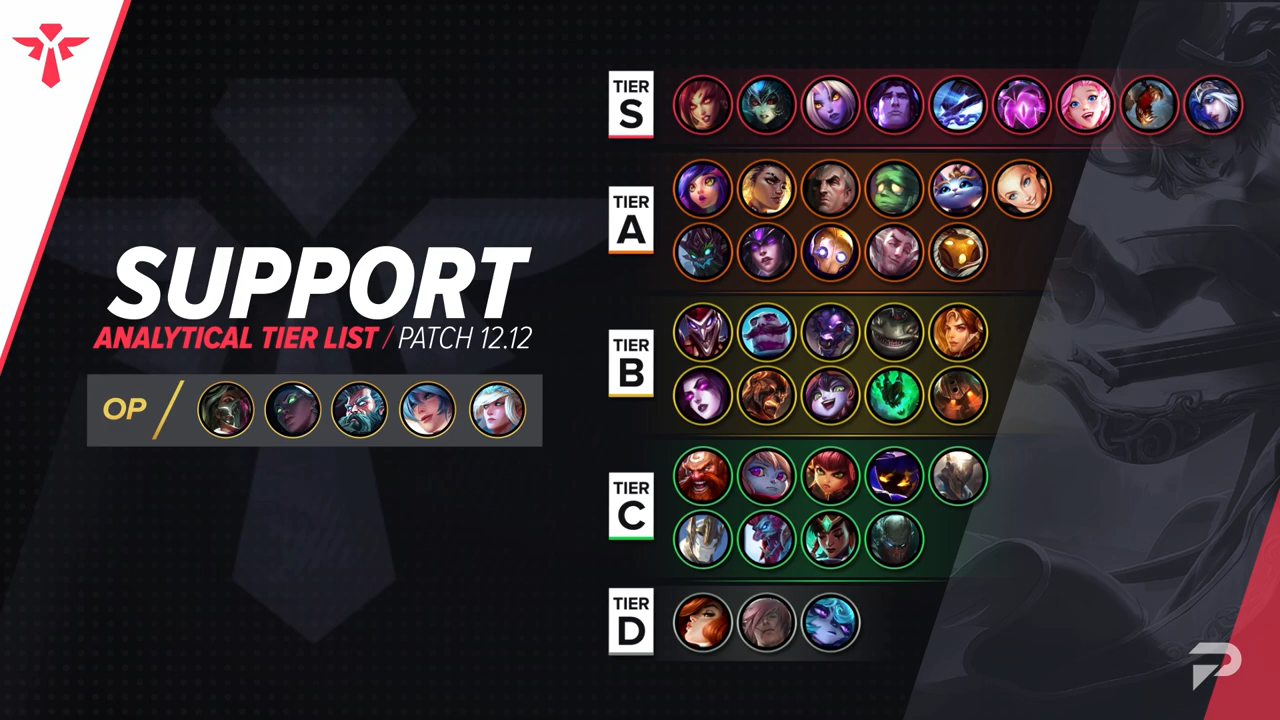 SUPPORT
ANALYTICAL TIER LIST / PATCH 12.12
OP /
TIER
S
TIER
A
TIER
B
TIER
C
TIER
D